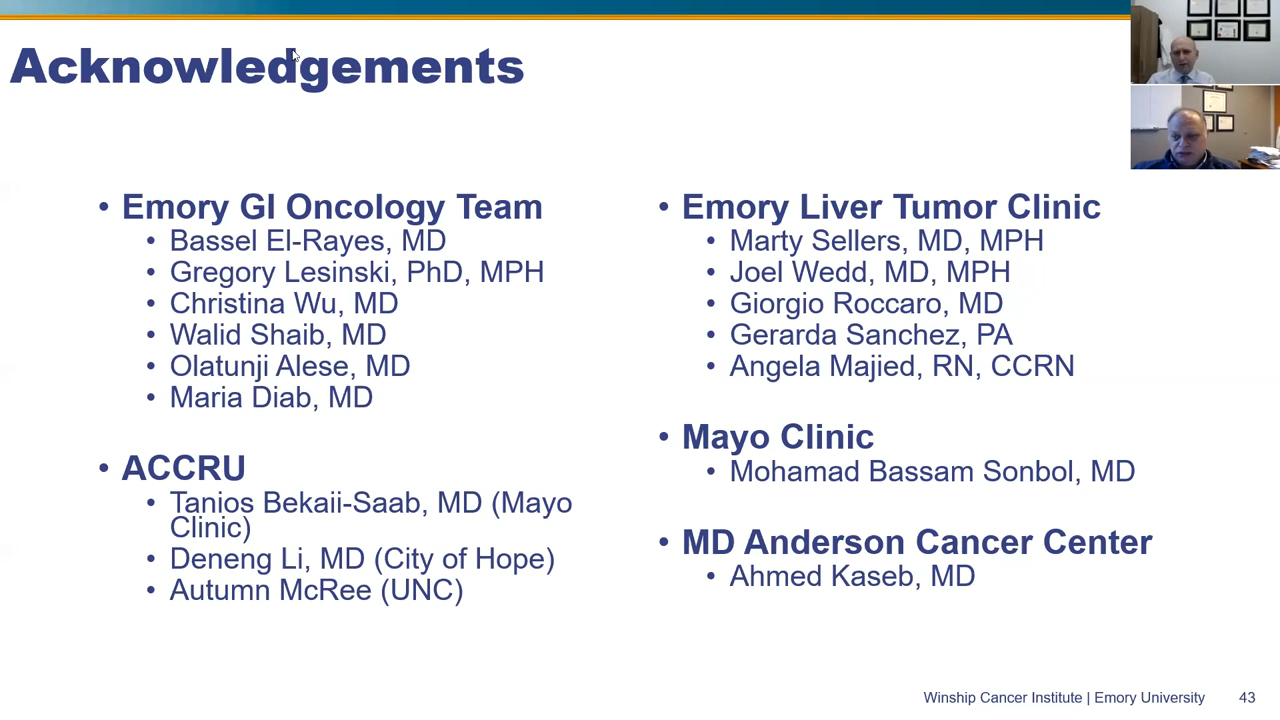 Acknowledgements
• Emory GI Oncology Team
• Bassel El-Rayes, MD
• Gregory Lesinski, PhD, MPH
• Christina Wu, MD
• Walid Shaib, MD
• Olatunji Alese, MD
• Maria Diab, MD
• ACCRU
• Tanios Bekaii-Saab, MD (Mayo
Clinic)
• Deneng Li, MD (City of Hope)
• Autumn McRee (UNC)
• Emory Liver Tumor Clinic
• Marty Sellers, MD, MPH
• Joel Wedd, MD, MPH
• Giorgio Roccaro, MD
• Gerarda Sanchez, PA
• Angela Majied, RN, CCRN
• Mayo Clinic
• Mohamad Bassam Sonbol, MD
• MD Anderson Cancer Center
• Ahmed Kaseb, MD
Winship Cancer Institute | Emory University 43